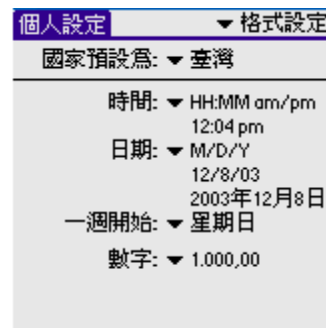 個人設定 格式設定
國家預設為: 臺灣
時間: HH:MM am/pm
12:04 pm
日期: M/D/Y
12/8/03
2003年12月8日
一週開始: 星期日
數字: 1.000,00